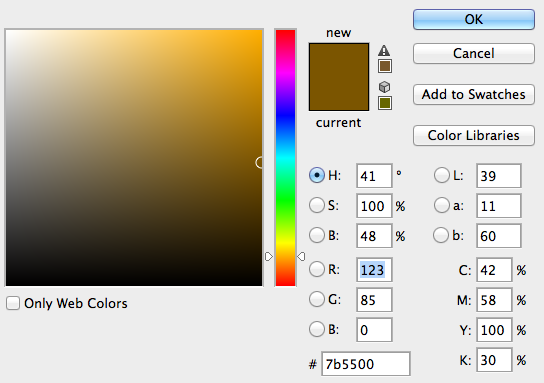 new
OK
Cancel
Add to Swatches
current
Color Libraries
H: 41 °
L: 39
S: 100 %
a: 11
B: 48 %
b: 60
R: 123
C: 42 %
G: 85
M: 58 %
Only Web Colors
B: 0
Y: 100 %
# 7b5500
K: 30 %